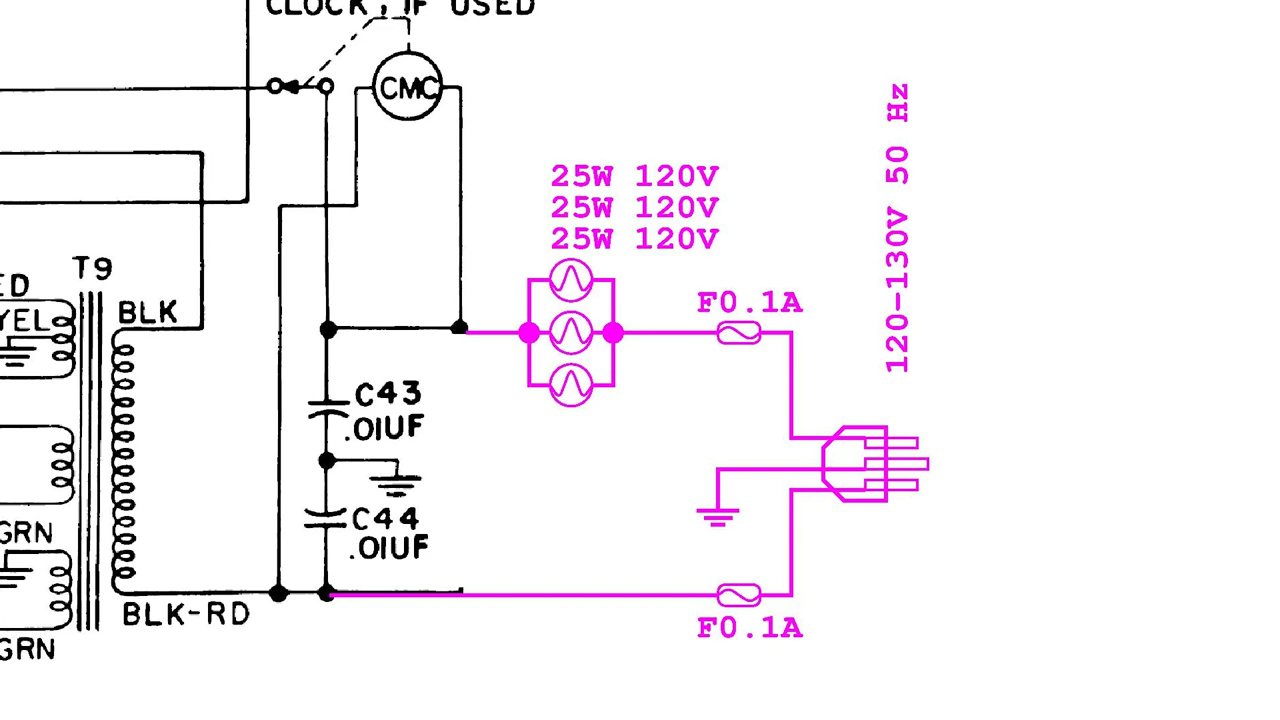 CLOCK, IF USED
CMC
25W 120V
25W 120V
25W 120V
120-130V 50 Hz
T9
ED
BLK
YEL
F0.1A
C43
.01UF
C44
.01UF
GRN
BLK-RD
F0.1A
GRN